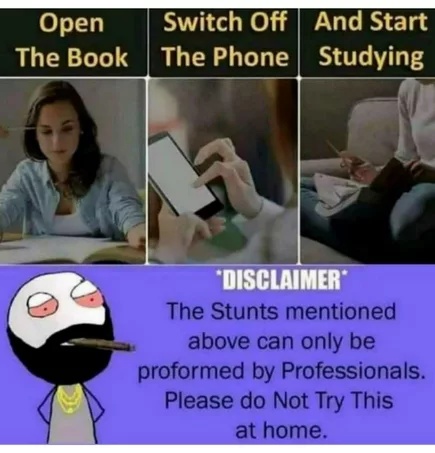 Open
The Book
Switch Off
The Phone
And Start
Studying
*DISCLAIMER*
The Stunts mentioned
above can only be
proformed by Professionals.
Please do Not Try This
at home.